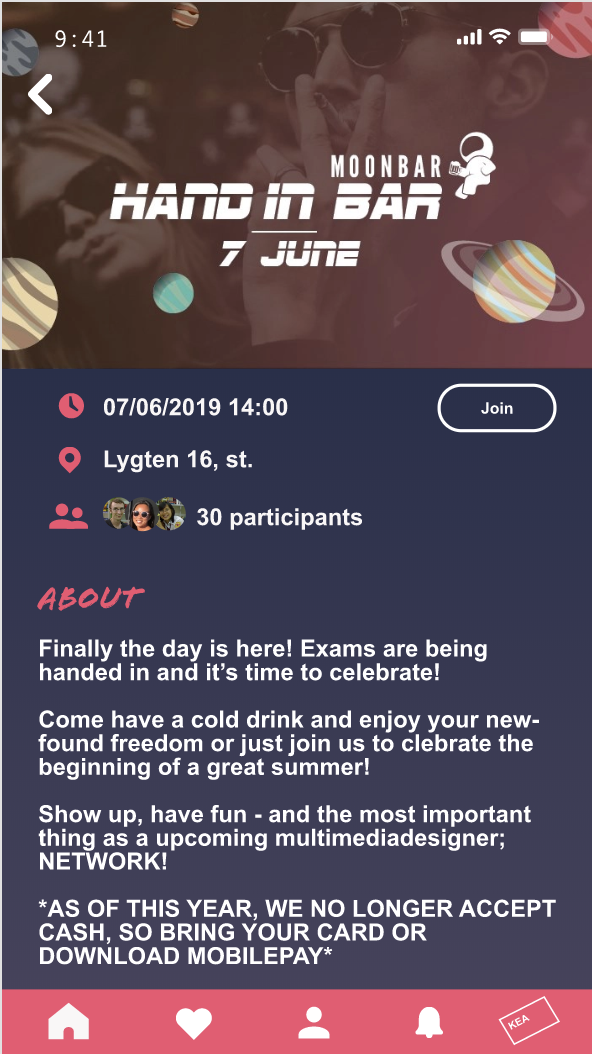 9:41
MOONBAR
HAND IN BAR
7 JUNE
07/06/2019 14:00
Join
Lygten 16, st.
30 participants
ABOUT
Finally the day is here! Exams are being
handed in and it’s time to celebrate!
Come have a cold drink and enjoy your new-
found freedom or just join us to clebrate the
beginning of a great summer!
Show up, have fun - and the most important
thing as a upcoming multimediadesigner;
NETWORK!
*AS OF THIS YEAR, WE NO LONGER ACCEPT
CASH, SO BRING YOUR CARD OR
DOWNLOAD MOBILEPAY*
KEA